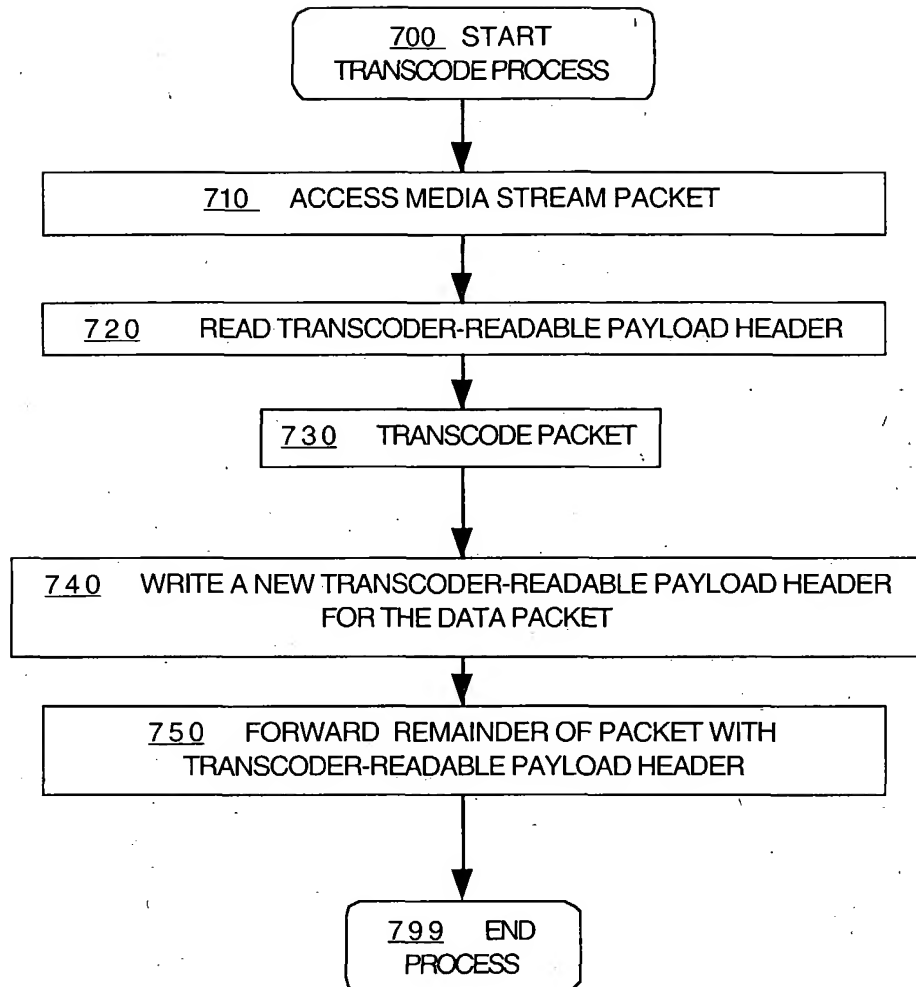 700 START
TRANSCODE PROCESS
710 ACCESS MEDIA STREAM PACKET
720 READ TRANSCODER-READABLE PAYLOAD HEADER
730 TRANSCODE PACKET
740 WRITE A NEW TRANSCODER-READABLE PAYLOAD HEADER
FOR THE DATA PACKET
750 FORWARD REMAINDER OF PACKET WITH
TRANSCODER-READABLE PAYLOAD HEADER
799 END
PROCESS